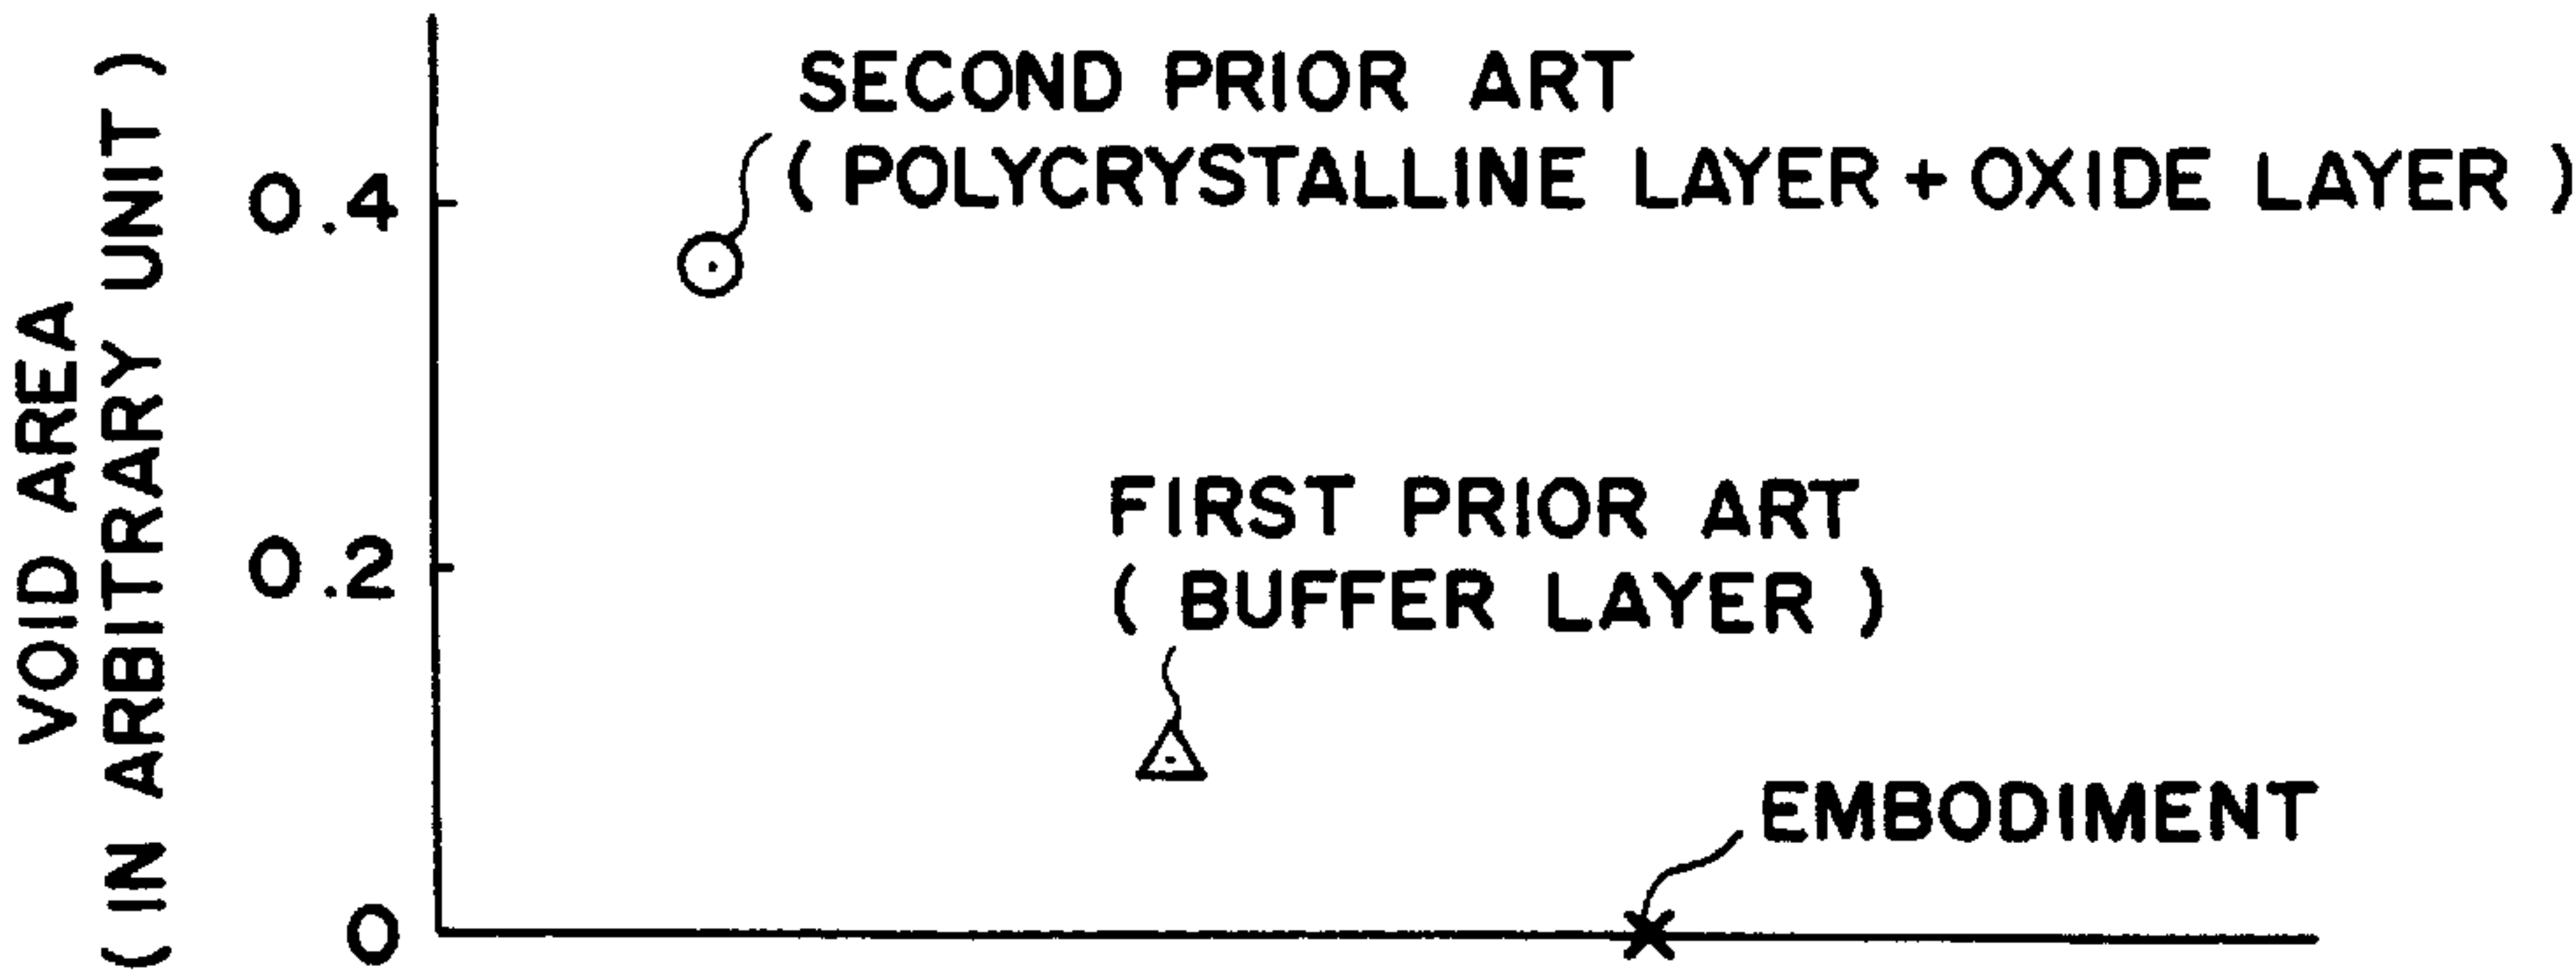 VOID AREA
( IN ARBITRARY UNIT )
0.4
0.2
0
SECOND PRIOR ART
( POLYCRYSTALLINE LAYER + OXIDE LAYER )
FIRST PRIOR ART
( BUFFER LAYER )
EMBODIMENT